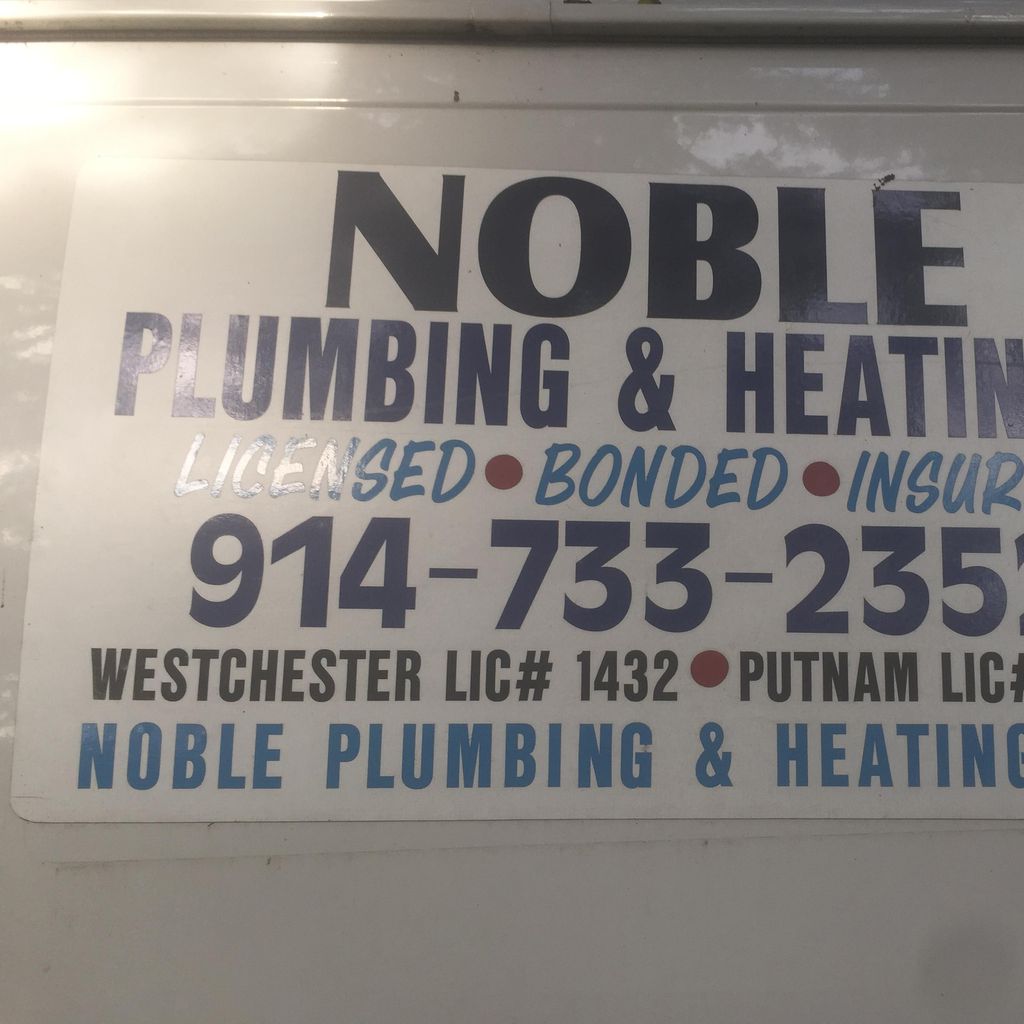 NOBLE
PLUMBING & HEATIN
LICENSED • BONDED • INSUR
914-733-235
WESTCHESTER LIC# 1432 • PUTNAM LIC#
NOBLE PLUMBING & HEATING